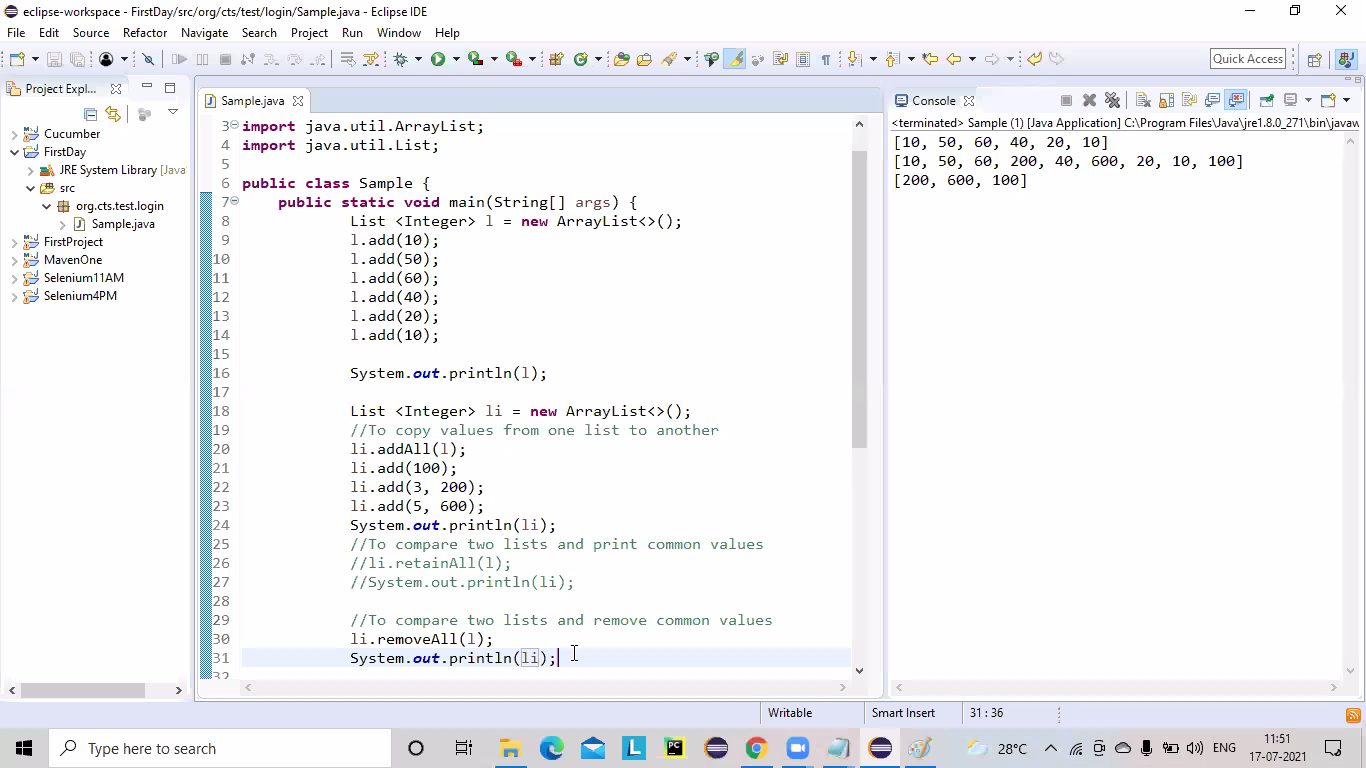 eclipse-workspace - FirstDay/src/org/cts/test/login/Sample.java - Eclipse IDE
File Edit Source Refactor Navigate Search Project Run Window Help
Quick Access
Project Expl...
Cucumber
FirstDay
JRE System Library [Java
src
org.cts.test.login
Sample.java
FirstProject
MavenOne
Selenium11AM
Selenium4PM
Sample.java
3 import java.util.ArrayList;
4 import java.util.List;
5
6 public class Sample {
7 public static void main(String[] args) {
8 List <Integer> l = new ArrayList<>();
9 l.add(10);
10 l.add(50);
11 l.add(60);
12 l.add(40);
13 l.add(20);
14 l.add(10);
15
16 System.out.println(l);
17
18 List <Integer> li = new ArrayList<>();
19 //To copy values from one list to another
20 li.addAll(l);
21 li.add(100);
22 li.add(3, 200);
23 li.add(5, 600);
24 System.out.println(li);
25 //To compare two lists and print common values
26 //li.retainAll(l);
27 //System.out.println(li);
28
29 //To compare two lists and remove common values
30 li.removeAll(l);
31 System.out.println(li);
32
Console
<terminated> Sample (1) [Java Application] C:\Program Files\Java\jre1.8.0_271\bin\javaw
[10, 50, 60, 40, 20, 10]
[10, 50, 60, 200, 40, 600, 20, 10, 100]
[200, 600, 100]
Writable Smart Insert 31 : 36
Type here to search
L
PC
28°C
ENG
11:51
17-07-2021